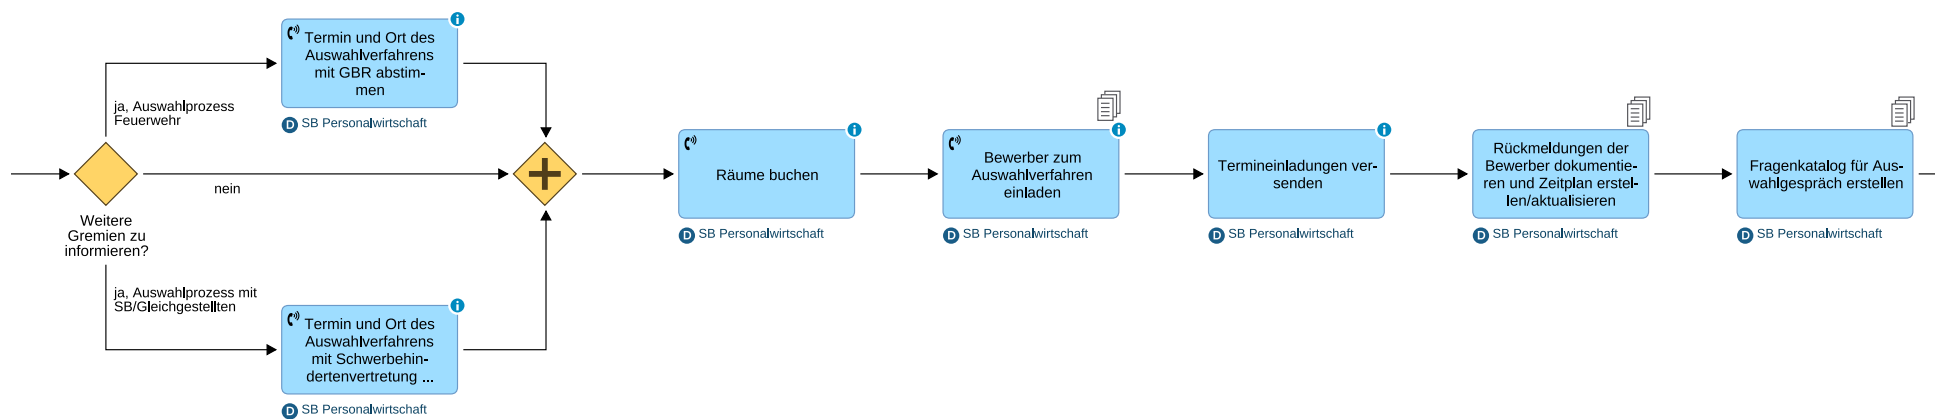 Termin und Ort des
Auswahlverfahrens
mit GBR abstim-
men
D SB Personalwirtschaft
ja, Auswahlprozess
Feuerwehr
nein
Weitere
Gremien zu
informieren?
ja, Auswahlprozess mit
SB/Gleichgestellten
Termin und Ort des
Auswahlverfahrens
mit Schwerbehin-
dertenvertretung ...
D SB Personalwirtschaft
Räume buchen
D SB Personalwirtschaft
Bewerber zum
Auswahlverfahren
einladen
D SB Personalwirtschaft
Termineinladungen ver-
senden
D SB Personalwirtschaft
Rückmeldungen der
Bewerber dokumentie-
ren und Zeitplan erstel-
len/aktualisieren
D SB Personalwirtschaft
Fragenkatalog für Aus-
wahlgespräch erstellen
D SB Personalwirtschaft